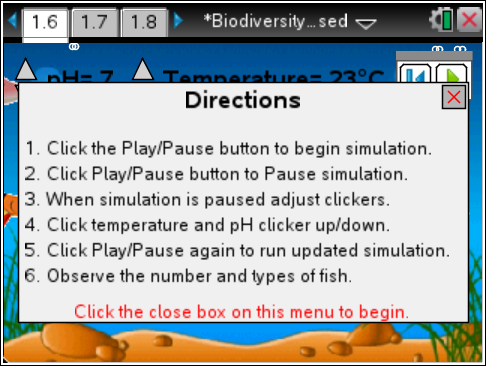 1.6 1.7 1.8 *Biodiversity...sed
pH= 7 Temperature= 23°C
Directions
1. Click the Play/Pause button to begin simulation.
2. Click Play/Pause button to Pause simulation.
3. When simulation is paused adjust clickers.
4. Click temperature and pH clicker up/down.
5. Click Play/Pause again to run updated simulation.
6. Observe the number and types of fish.
Click the close box on this menu to begin.